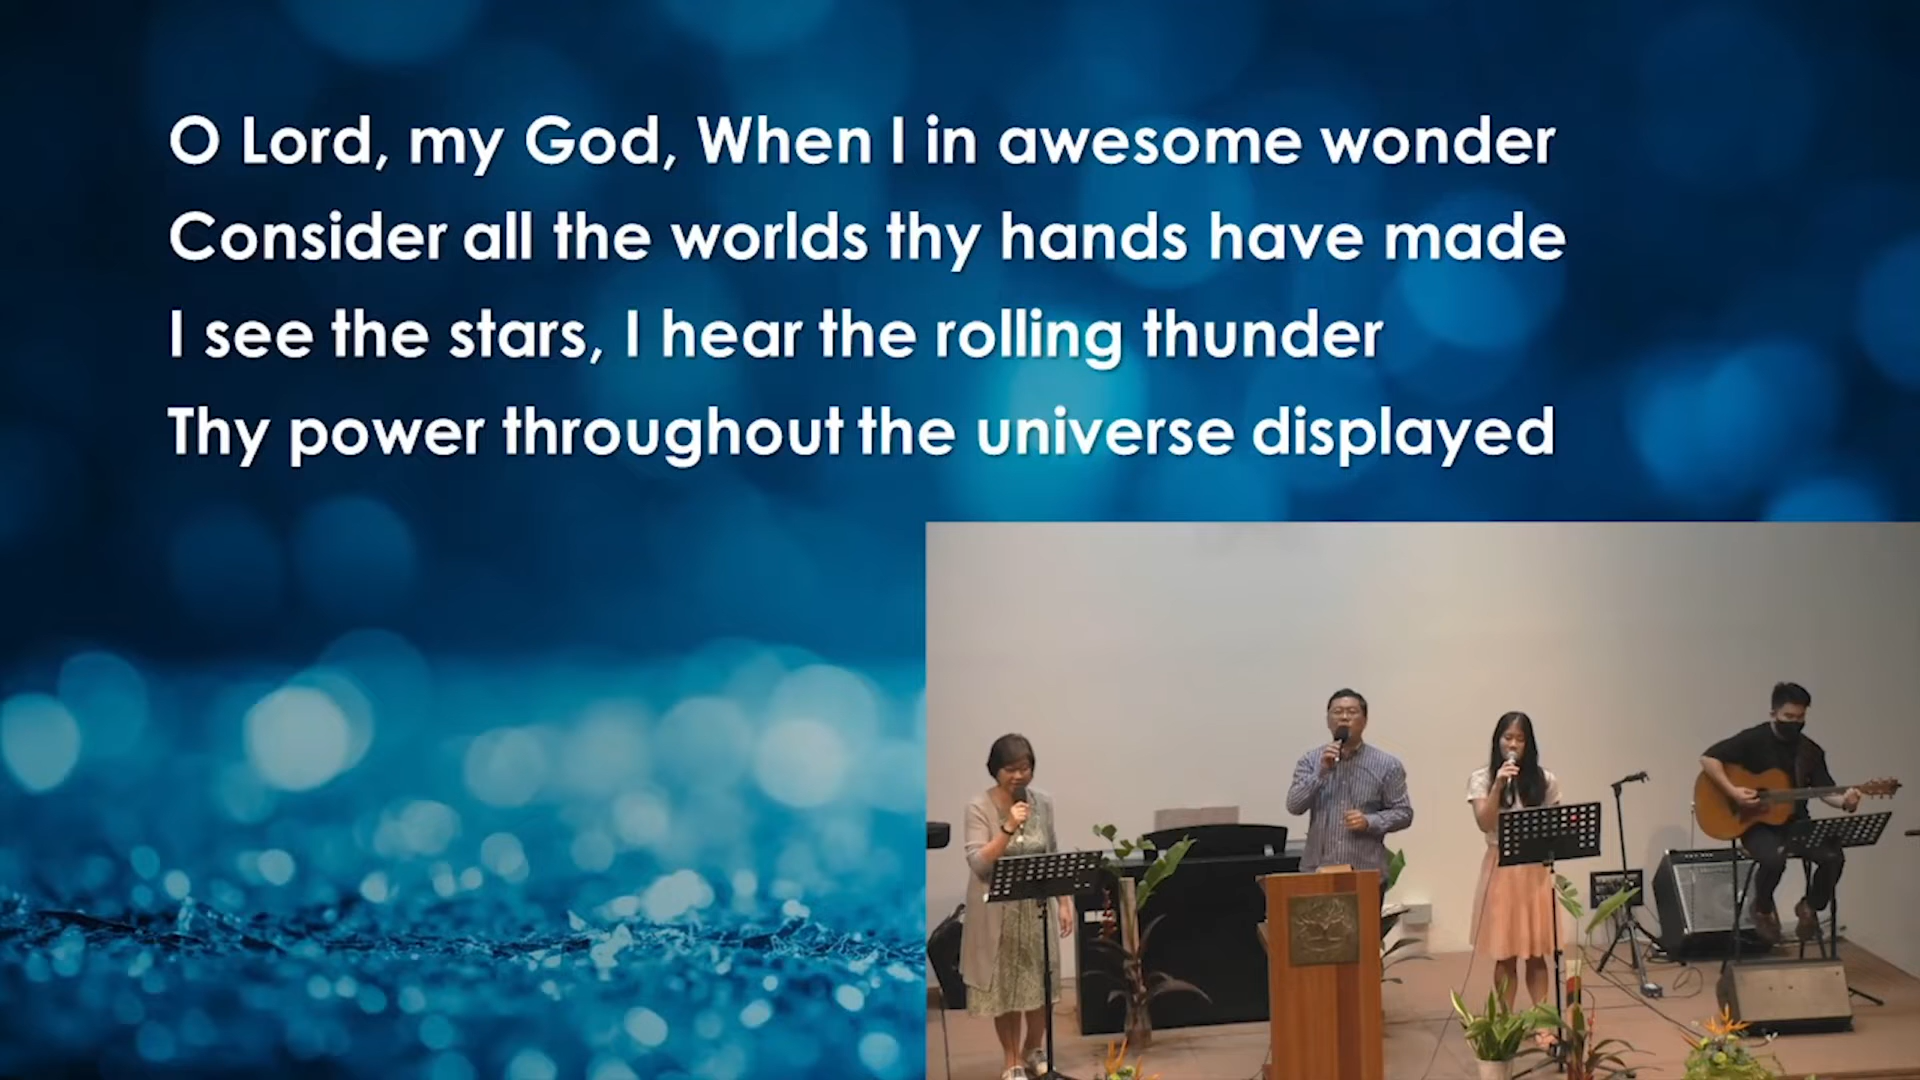 O Lord, my God, When I in awesome wonder
Consider all the worlds thy hands have made
I see the stars, I hear the rolling thunder
Thy power throughout the universe displayed